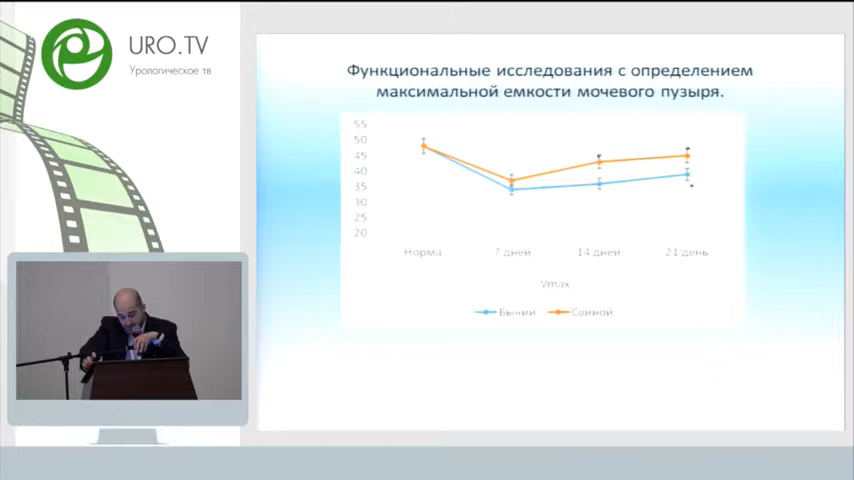 URO.TV
Урологическое тв
Функциональные исследования с определением
максимальной емкости мочевого пузыря.
55
50
45
40
35
30
25
20
Норма
7 дней
14 дней
21 день
Vmax
Бычий
Свиной